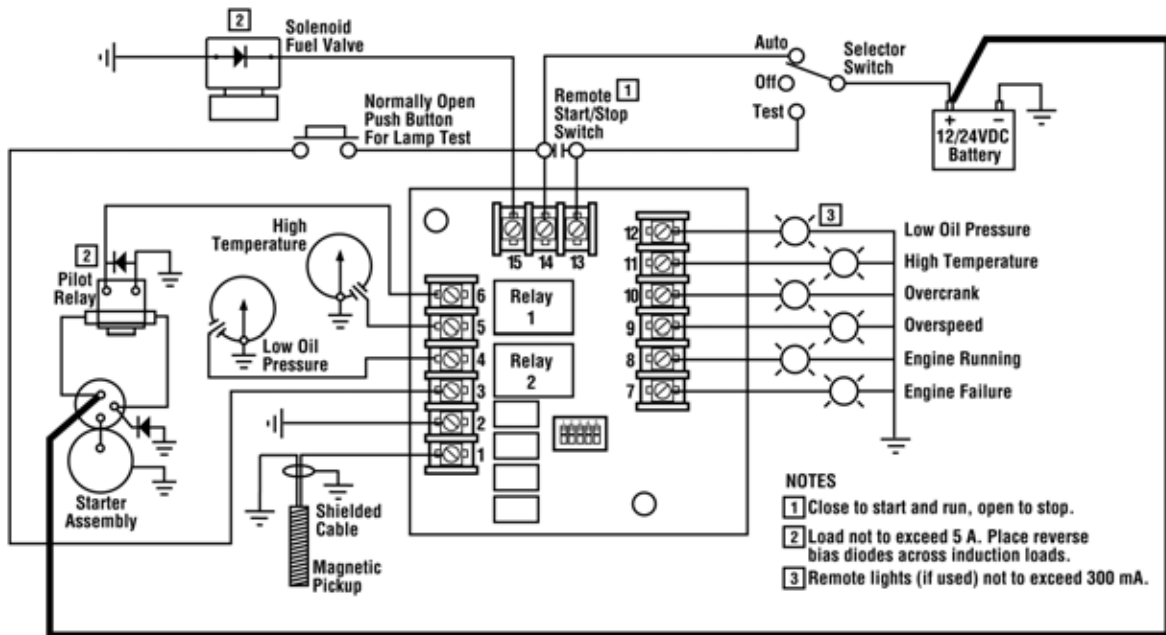 2
Solenoid
Fuel Valve
Normally Open
Push Button
For Lamp Test
Remote 1
Start/Stop
Switch
Auto
Off
Test
Selector
Switch
+ −
12/24VDC
Battery
High
Temperature
2
Pilot
Relay
Low Oil
Pressure
Starter
Assembly
Shielded
Cable
Magnetic
Pickup
15 14 13
6
5
4
3
2
1
Relay
1
Relay
2
12
11
10
9
8
7
3
Low Oil Pressure
High Temperature
Overcrank
Overspeed
Engine Running
Engine Failure
NOTES
1 Close to start and run, open to stop.
2 Load not to exceed 5 A. Place reverse
bias diodes across induction loads.
3 Remote lights (if used) not to exceed 300 mA.